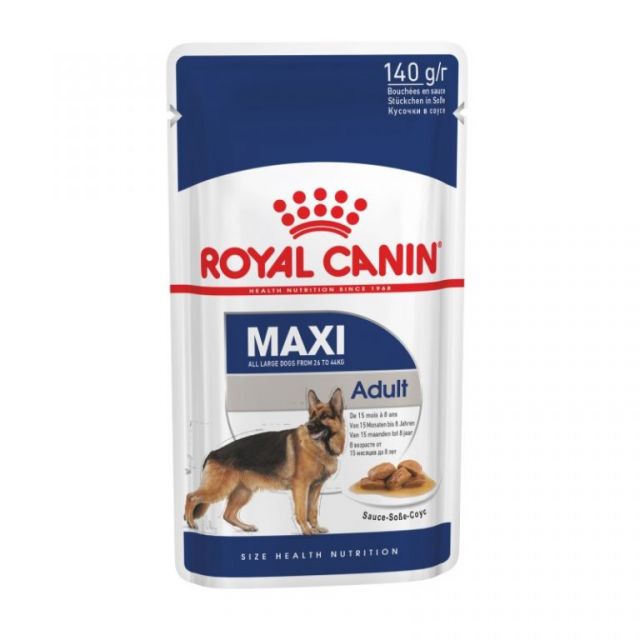 140 g/r
Bouchées en sauce
Stückchen in Soße
Кусочки в соусе
ROYAL CANIN®
HEALTH NUTRITION SINCE 1968
MAXI
ALL LARGE DOGS FROM 26 TO 44KG
Adult
De 15 mois à 8 ans
Van 15 Monaten bis 8 Jahren
Van 15 maanden tot 8 jaar
В возрасте от
15 месяцев до 8 лет
Sauce-Soße-Соус
SIZE HEALTH NUTRITION